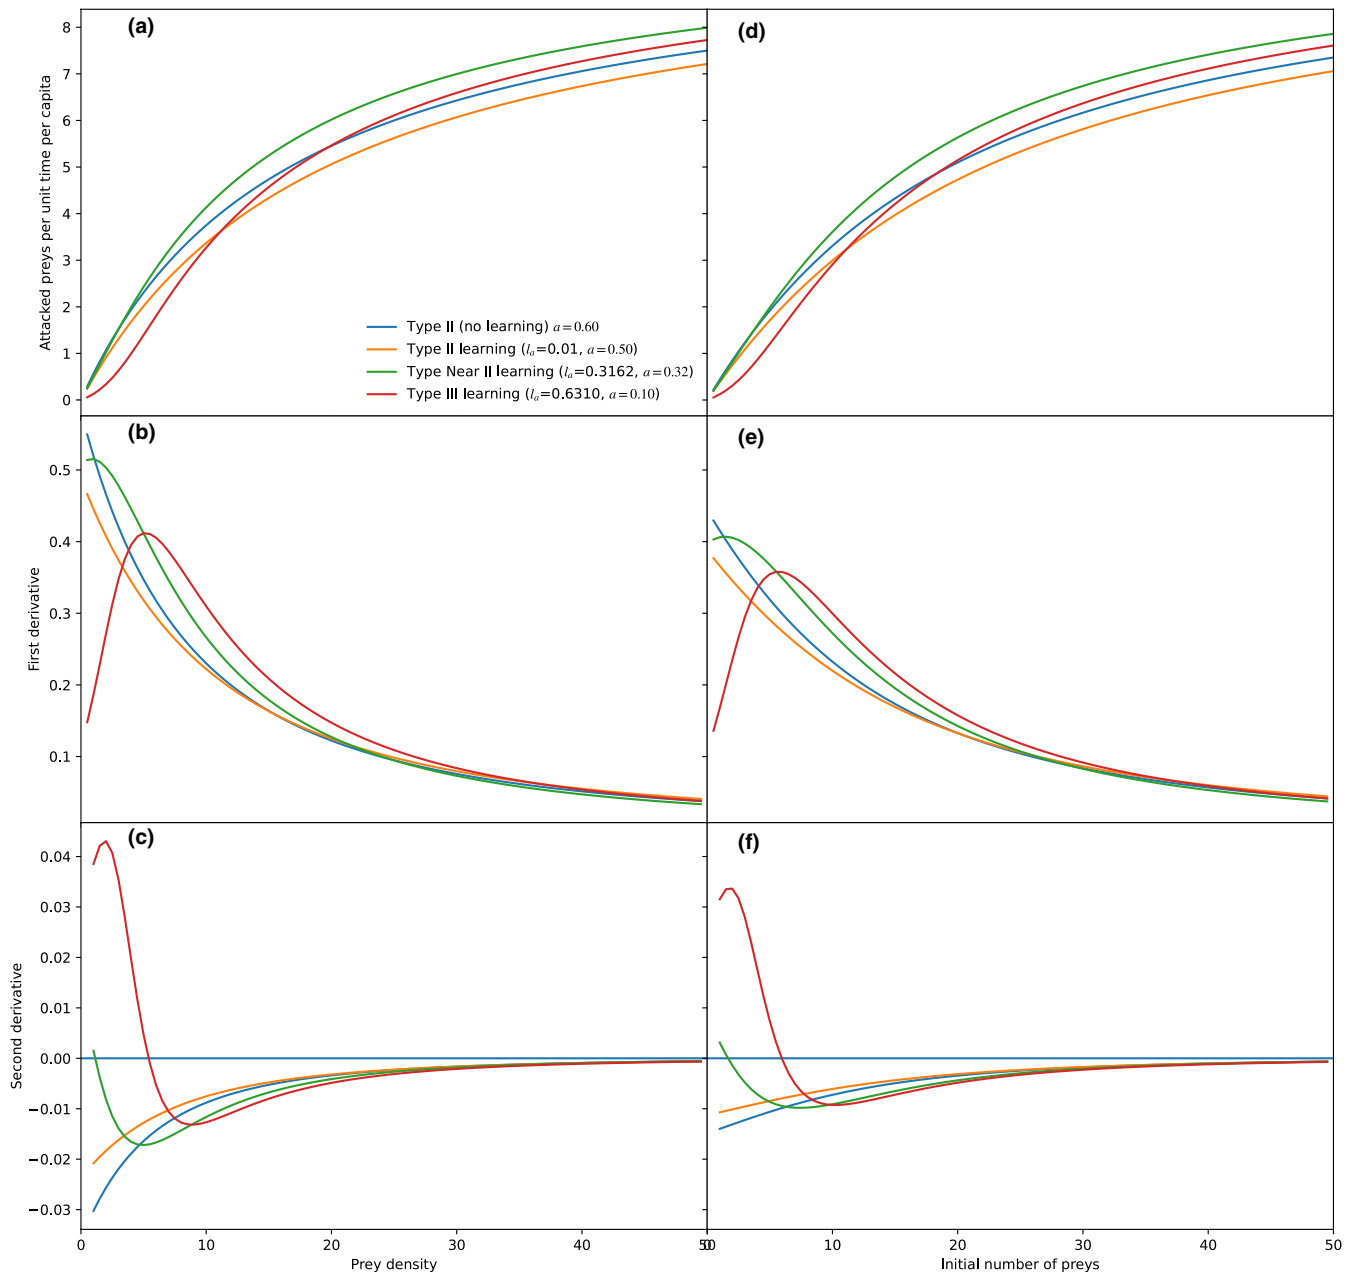 (a)
(d)
8
7
6
5
4
3
2
1
0
Attacked preys per unit time per capita
Type II (no learning) a=0.60
Type II learning (lₐ=0.01, a=0.50)
Type Near II learning (lₐ=0.3162, a=0.32)
Type III learning (lₐ=0.6310, a=0.10)
(b)
(e)
0.5
0.4
0.3
0.2
0.1
First derivative
(c)
(f)
0.04
0.03
0.02
0.01
0.00
−0.01
−0.02
−0.03
Second derivative
0 10 20 30 40 50
Prey density
0 10 20 30 40 50
Initial number of preys